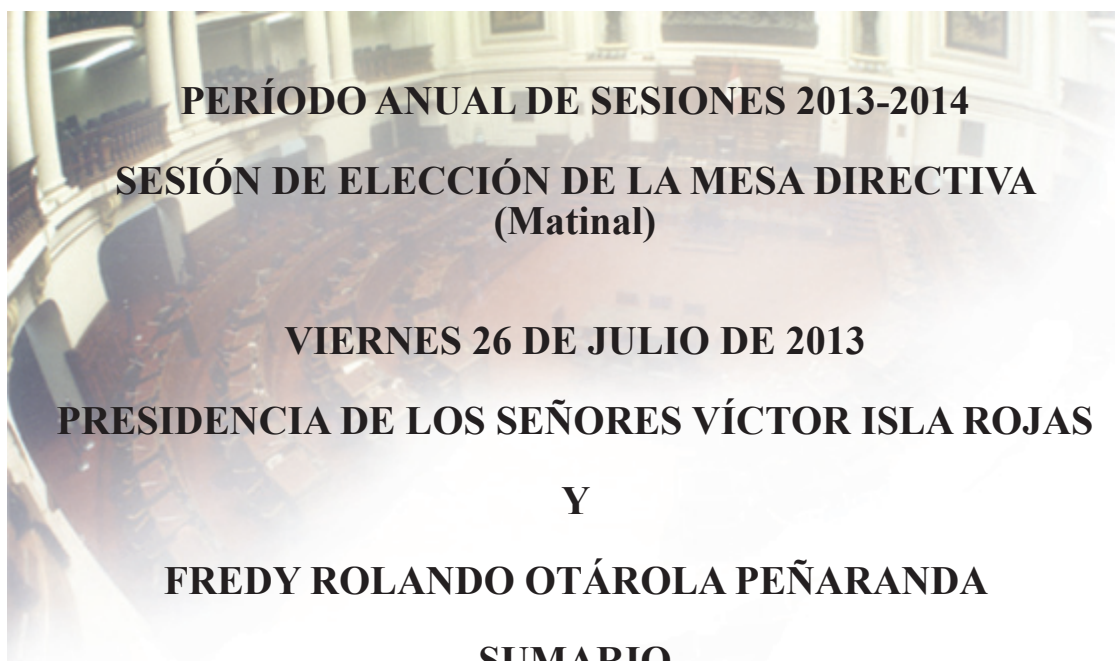 PERÍODO ANUAL DE SESIONES 2013-2014
SESIÓN DE ELECCIÓN DE LA MESA DIRECTIVA
(Matinal)
VIERNES 26 DE JULIO DE 2013
PRESIDENCIA DE LOS SEÑORES VÍCTOR ISLA ROJAS
Y
FREDY ROLANDO OTÁROLA PEÑARANDA
SUMARIO